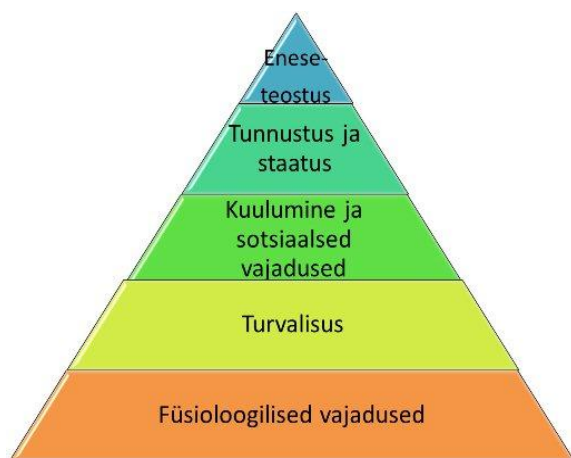 Enese-
teostus
Tunnustus ja
staatus
Kuulumine ja
sotsiaalsed
vajadused
Turvalisus
Füsioloogilised vajadused